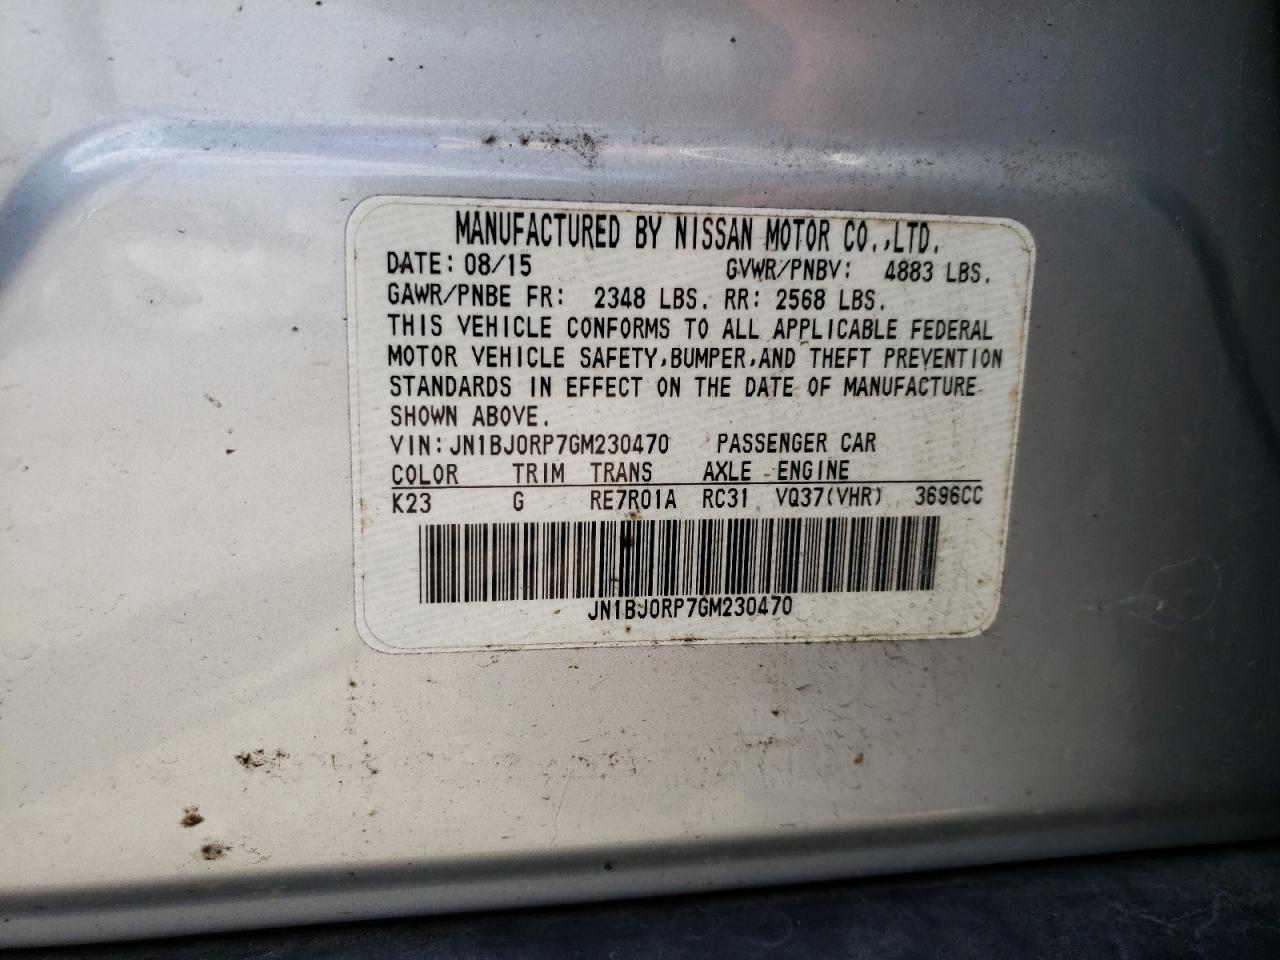 MANUFACTURED BY NISSAN MOTOR CO.,LTD.
DATE: 08/15 GVWR/PNBV: 4883 LBS.
GAWR/PNBE FR: 2348 LBS. RR: 2568 LBS.
THIS VEHICLE CONFORMS TO ALL APPLICABLE FEDERAL
MOTOR VEHICLE SAFETY,BUMPER,AND THEFT PREVENTION
STANDARDS IN EFFECT ON THE DATE OF MANUFACTURE
SHOWN ABOVE.
VIN: JN1BJ0RP7GM230470 PASSENGER CAR
COLOR TRIM TRANS AXLE ENGINE
K23 G RE7R01A RC31 VQ37(VHR) 3696CC
JN1BJ0RP7GM230470